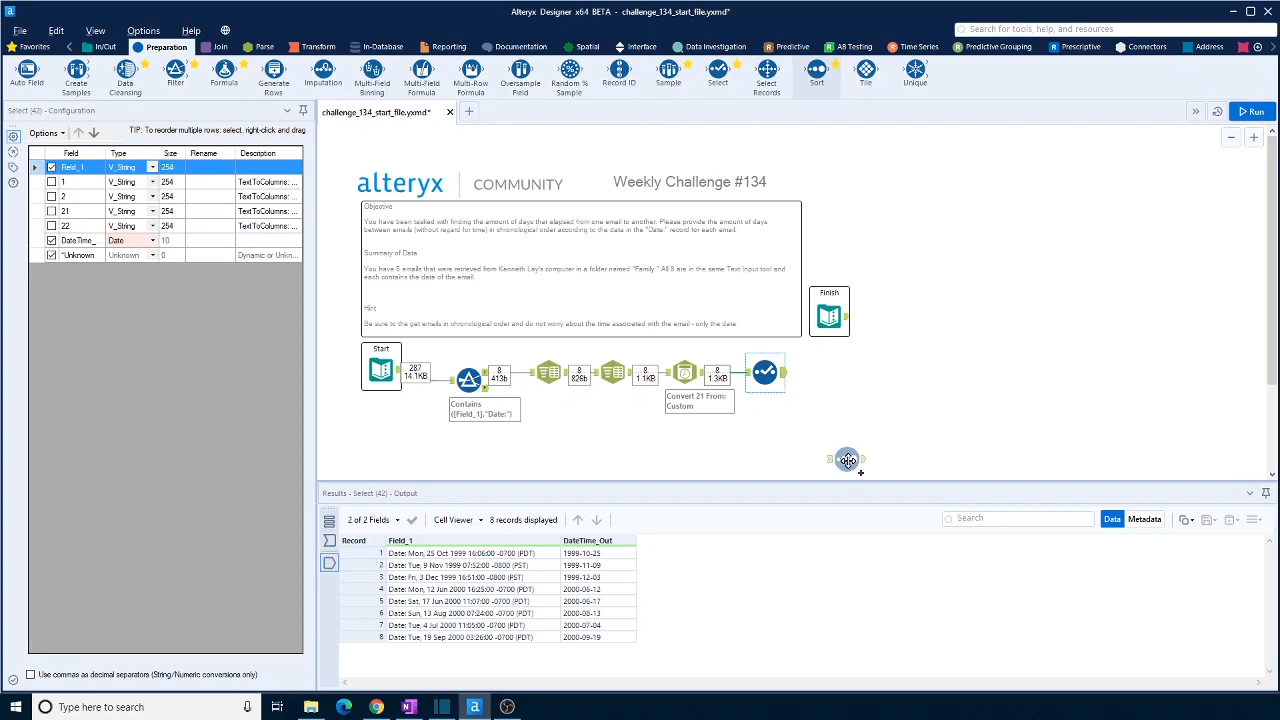 Alteryx Designer x64 BETA - challenge_134_start_file.yxmd*
File Edit View Options Help
Search for tools, help, and resources
Favorites In/Out Preparation Join Parse Transform In-Database Reporting Documentation Spatial Interface Data Investigation Predictive AB Testing Time Series Predictive Grouping Prescriptive Connectors Address
Auto Field
Create Samples
Data Cleansing
Filter
Formula
Generate Rows
Imputation
Multi-Field Binning
Multi-Field Formula
Multi-Row Formula
Oversample Field
Random % Sample
Record ID
Sample
Select
Select Records
Sort
Tile
Unique
Select (42) - Configuration
challenge_134_start_file.yxmd*
Run
Options
TIP: To reorder multiple rows: select, right-click and drag
Field Type Size Rename Description
Field_1 V_String 254
1 V_String 254 TextToColumns: ...
2 V_String 254 TextToColumns: ...
21 V_String 254 TextToColumns: ...
22 V_String 254 TextToColumns: ...
DateTime_ Date 10
*Unknown Unknown 0 Dynamic or Unkn...
Use commas as decimal separators (String/Numeric conversions only)
alteryx COMMUNITY Weekly Challenge #134
Objective
You have been tasked with finding the amount of days that elapsed from one email to another. Please provide the amount of days
between emails (without regard for time) in chronological order according to the data in the "Date:" record for each email.
Summary of Data
You have 8 emails that were retrieved from Kenneth Lay's computer in a folder named "Family." All 8 are in the same Text Input tool and
each contains the date of the email.
Hint
Be sure to the get emails in chronological order and do not worry about the time associated with the email - only the date.
Finish
Start
287
14.1KB
8
413b
8
826b
8
1.1KB
8
1.3KB
Contains
([Field_1],"Date:")
Convert 21 From:
Custom
Results - Select (42) - Output
2 of 2 Fields Cell Viewer 8 records displayed Search Data Metadata
Record Field_1 DateTime_Out
1 Date: Mon, 25 Oct 1999 16:06:00 -0700 (PDT) 1999-10-25
2 Date: Tue, 9 Nov 1999 07:52:00 -0800 (PST) 1999-11-09
3 Date: Fri, 3 Dec 1999 16:51:00 -0800 (PST) 1999-12-03
4 Date: Mon, 12 Jun 2000 16:25:00 -0700 (PDT) 2000-06-12
5 Date: Sat, 17 Jun 2000 11:07:00 -0700 (PDT) 2000-06-17
6 Date: Sun, 13 Aug 2000 07:24:00 -0700 (PDT) 2000-08-13
7 Date: Tue, 4 Jul 2000 11:05:00 -0700 (PDT) 2000-07-04
8 Date: Tue, 19 Sep 2000 03:26:00 -0700 (PDT) 2000-09-19
Type here to search